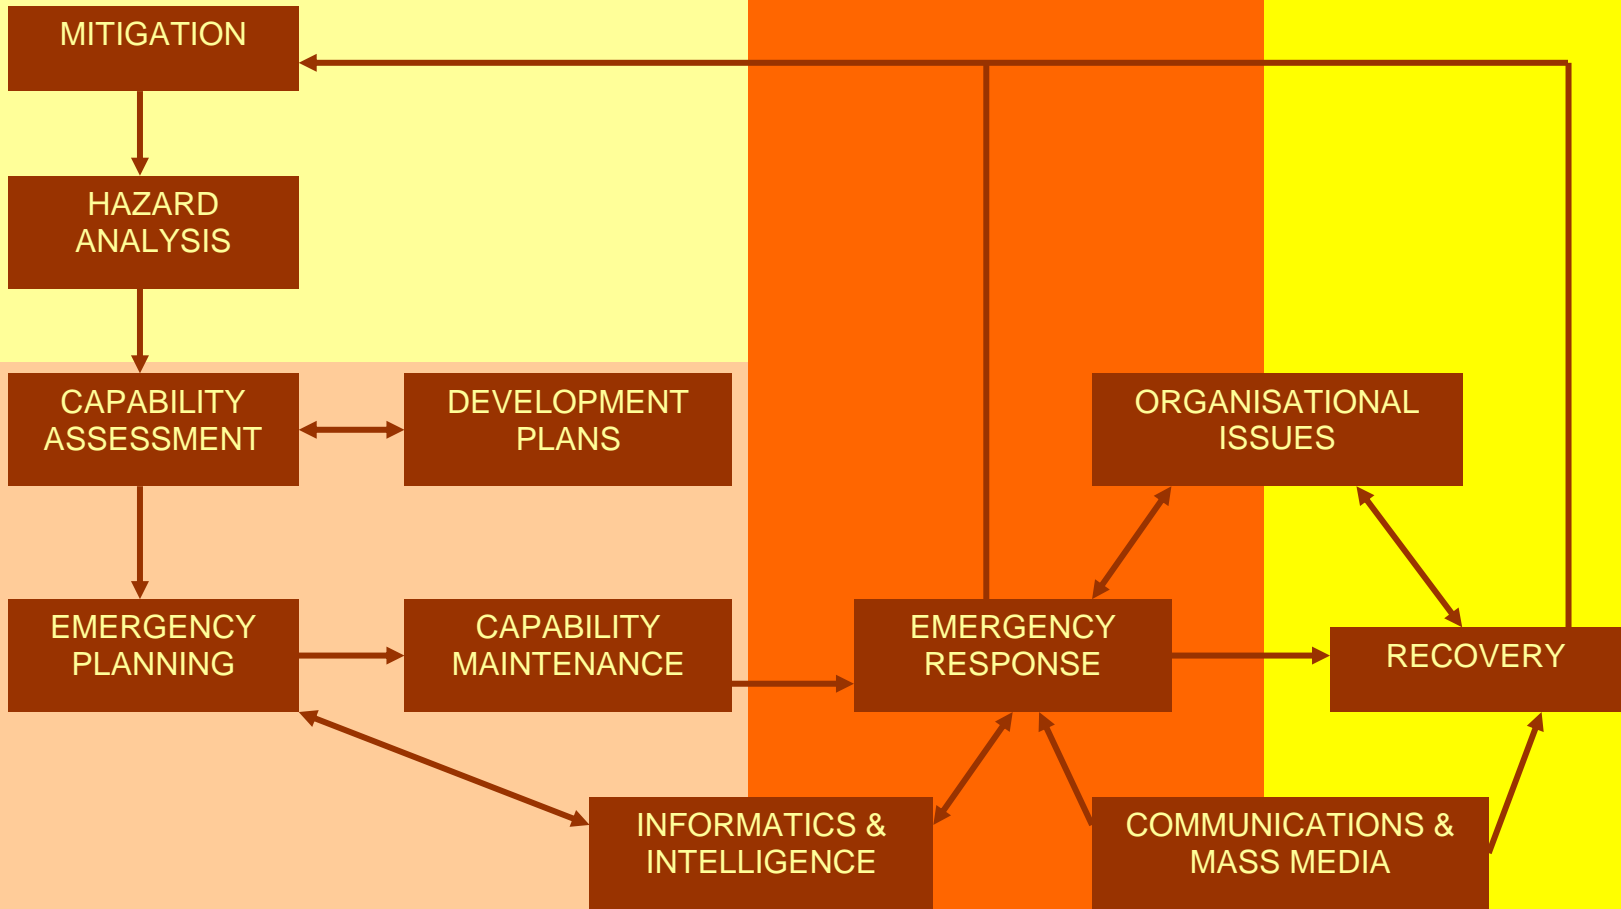 MITIGATION
HAZARD
ANALYSIS
CAPABILITY
ASSESSMENT
DEVELOPMENT
PLANS
ORGANISATIONAL
ISSUES
EMERGENCY
PLANNING
CAPABILITY
MAINTENANCE
EMERGENCY
RESPONSE
RECOVERY
INFORMATICS &
INTELLIGENCE
COMMUNICATIONS &
MASS MEDIA